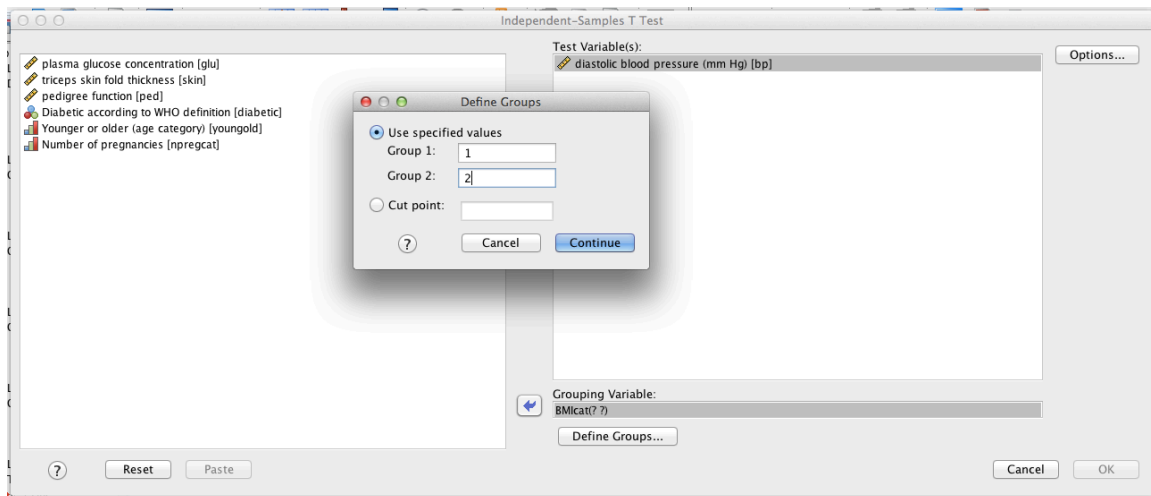 Independent-Samples T Test
Test Variable(s):
diastolic blood pressure (mm Hg) [bp]
Options...
plasma glucose concentration [glu]
triceps skin fold thickness [skin]
pedigree function [ped]
Diabetic according to WHO definition [diabetic]
Younger or older (age category) [youngold]
Number of pregnancies [npregcat]
Define Groups
Use specified values
Group 1: 1
Group 2: 2
Cut point:
? Cancel Continue
Grouping Variable:
BMIcat(? ?)
Define Groups...
? Reset Paste Cancel OK